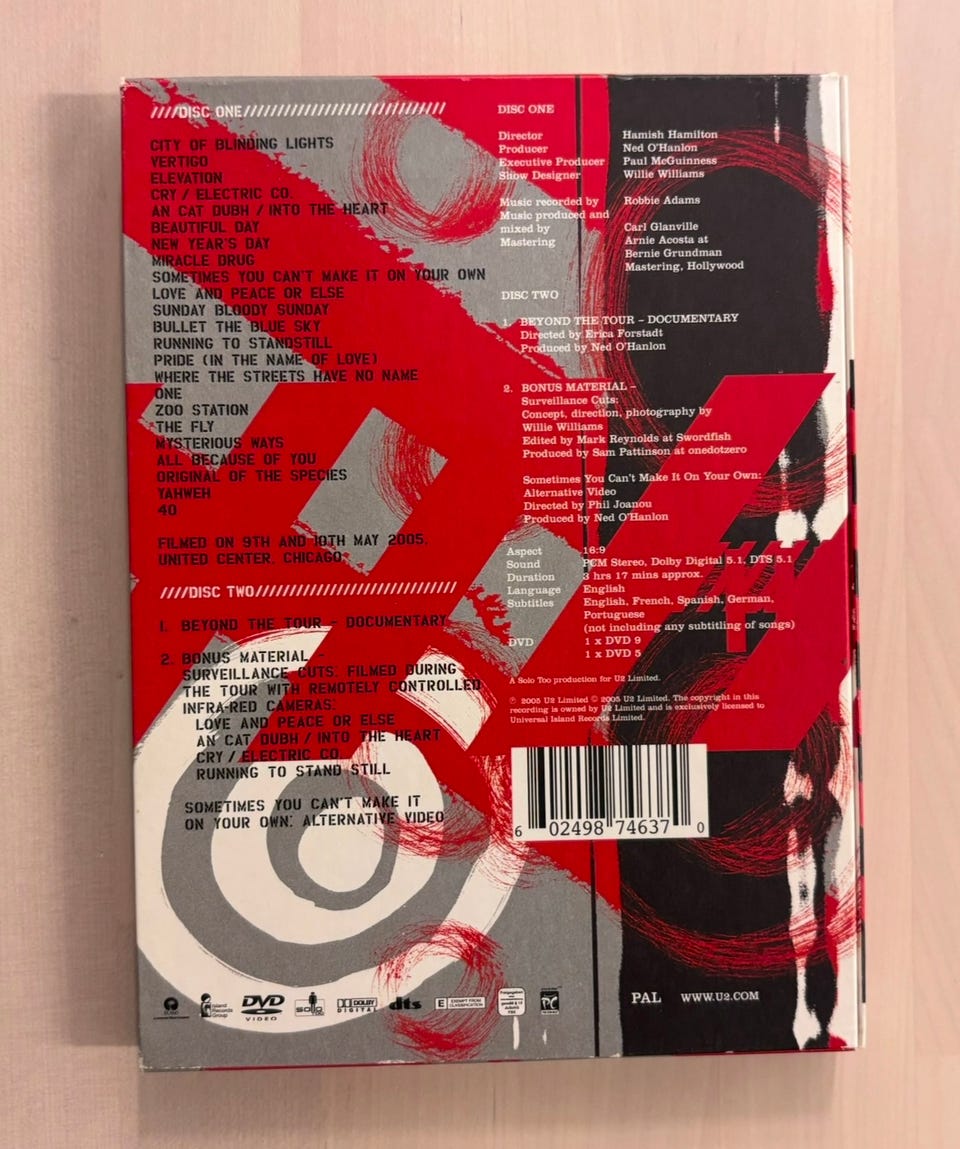 ////DISC ONE//////////////////////////
CITY OF BLINDING LIGHTS
VERTIGO
ELEVATION
CRY / ELECTRIC CO.
AN CAT DUBH / INTO THE HEART
BEAUTIFUL DAY
NEW YEAR'S DAY
MIRACLE DRUG
SOMETIMES YOU CAN'T MAKE IT ON YOUR OWN
LOVE AND PEACE OR ELSE
SUNDAY BLOODY SUNDAY
BULLET THE BLUE SKY
RUNNING TO STANDSTILL
PRIDE (IN THE NAME OF LOVE)
WHERE THE STREETS HAVE NO NAME
ONE
ZOO STATION
THE FLY
MYSTERIOUS WAYS
ALL BECAUSE OF YOU
ORIGINAL OF THE SPECIES
YAHWEH
40
FILMED ON 9TH AND 10TH MAY 2005,
UNITED CENTER, CHICAGO.
////DISC TWO//////////////////////////
1. BEYOND THE TOUR – DOCUMENTARY
2. BONUS MATERIAL –
SURVEILLANCE CUTS: FILMED DURING
THE TOUR WITH REMOTELY CONTROLLED
INFRA-RED CAMERAS:
LOVE AND PEACE OR ELSE
AN CAT DUBH / INTO THE HEART
CRY / ELECTRIC CO.
RUNNING TO STAND STILL
SOMETIMES YOU CAN'T MAKE IT
ON YOUR OWN: ALTERNATIVE VIDEO
DISC ONE
Director Hamish Hamilton
Producer Ned O'Hanlon
Executive Producer Paul McGuinness
Show Designer Willie Williams
Music recorded by Robbie Adams
Music produced and
mixed by Carl Glanville
Mastering Arnie Acosta at
Bernie Grundman
Mastering, Hollywood
DISC TWO
1. BEYOND THE TOUR – DOCUMENTARY
Directed by Erica Forstadt
Produced by Ned O'Hanlon
2. BONUS MATERIAL –
Surveillance Cuts:
Concept, direction, photography by
Willie Williams
Edited by Mark Reynolds at Swordfish
Produced by Sam Pattinson at onedotzero
Sometimes You Can't Make It On Your Own:
Alternative Video
Directed by Phil Joanou
Produced by Ned O'Hanlon
Aspect 16:9
Sound PCM Stereo, Dolby Digital 5.1, DTS 5.1
Duration 3 hrs 17 mins approx.
Language English
Subtitles English, French, Spanish, German,
Portuguese
(not including any subtitling of songs)
DVD 1 x DVD 9
1 x DVD 5
A Solo Too production for U2 Limited.
℗ 2005 U2 Limited © 2005 U2 Limited. The copyright in this
recording is owned by U2 Limited and is exclusively licensed to
Universal Island Records Limited.
6 02498 74637 0
Island
Records
Group
DVD
VIDEO
solo
DOLBY
DIGITAL
dts
E EXEMPT FROM
CLASSIFICATION
PAL WWW.U2.COM